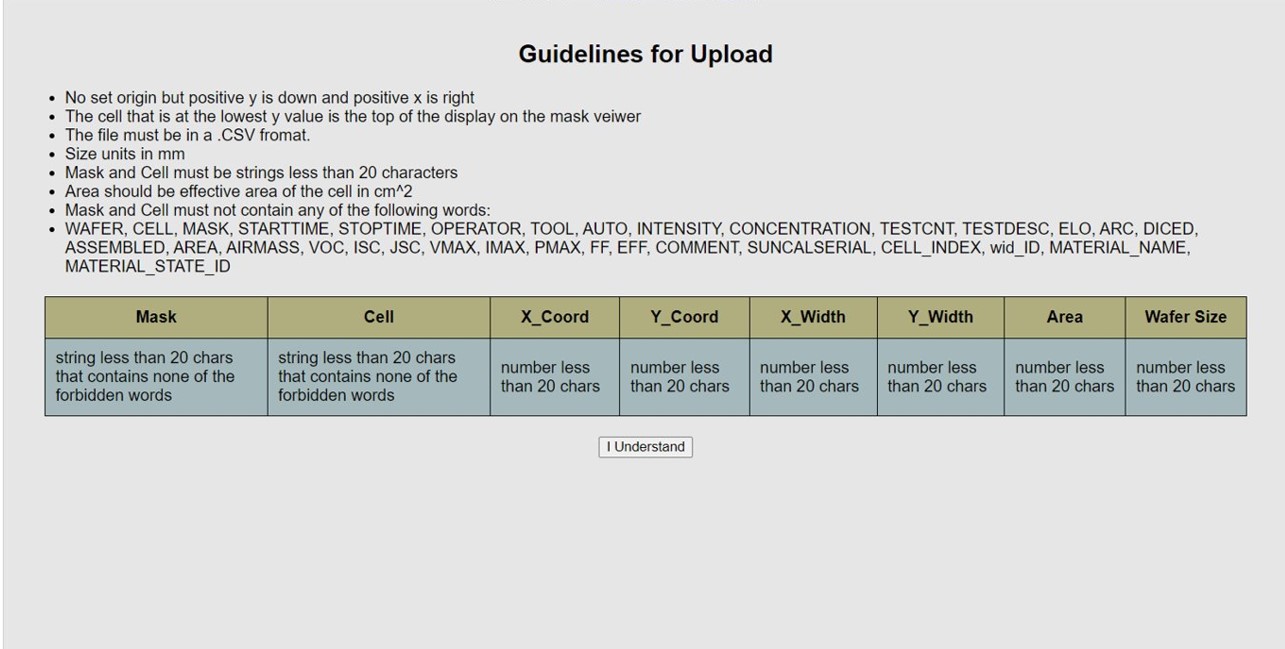 Guidelines for Upload
• No set origin but positive y is down and positive x is right
• The cell that is at the lowest y value is the top of the display on the mask veiwer
• The file must be in a .CSV fromat.
• Size units in mm
• Mask and Cell must be strings less than 20 characters
• Area should be effective area of the cell in cm^2
• Mask and Cell must not contain any of the following words:
• WAFER, CELL, MASK, STARTTIME, STOPTIME, OPERATOR, TOOL, AUTO, INTENSITY, CONCENTRATION, TESTCNT, TESTDESC, ELO, ARC, DICED,
ASSEMBLED, AREA, AIRMASS, VOC, ISC, JSC, VMAX, IMAX, PMAX, FF, EFF, COMMENT, SUNCALSERIAL, CELL_INDEX, wid_ID, MATERIAL_NAME,
MATERIAL_STATE_ID
Mask Cell X_Coord Y_Coord X_Width Y_Width Area Wafer Size
string less than 20 chars
that contains none of the
forbidden words
string less than 20 chars
that contains none of the
forbidden words
number less
than 20 chars
number less
than 20 chars
number less
than 20 chars
number less
than 20 chars
number less
than 20 chars
number less
than 20 chars
I Understand